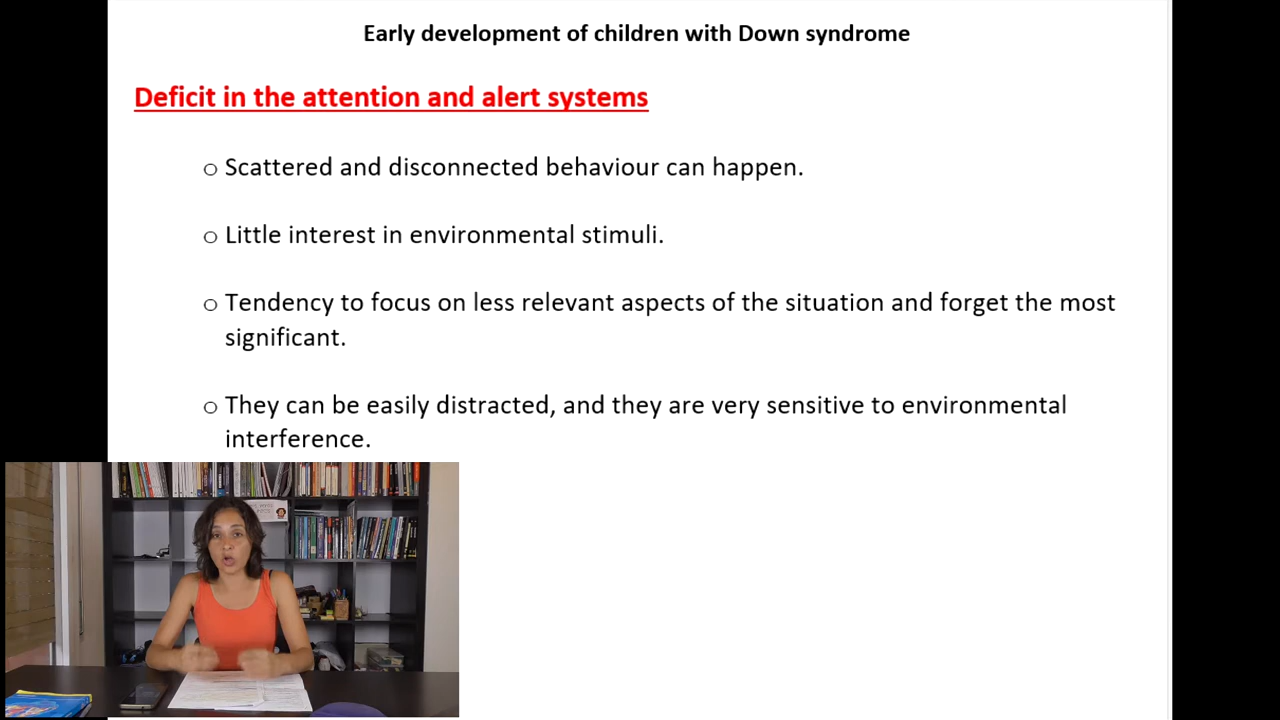 Early development of children with Down syndrome
Deficit in the attention and alert systems
o Scattered and disconnected behaviour can happen.
o Little interest in environmental stimuli.
o Tendency to focus on less relevant aspects of the situation and forget the most
significant.
o They can be easily distracted, and they are very sensitive to environmental
interference.